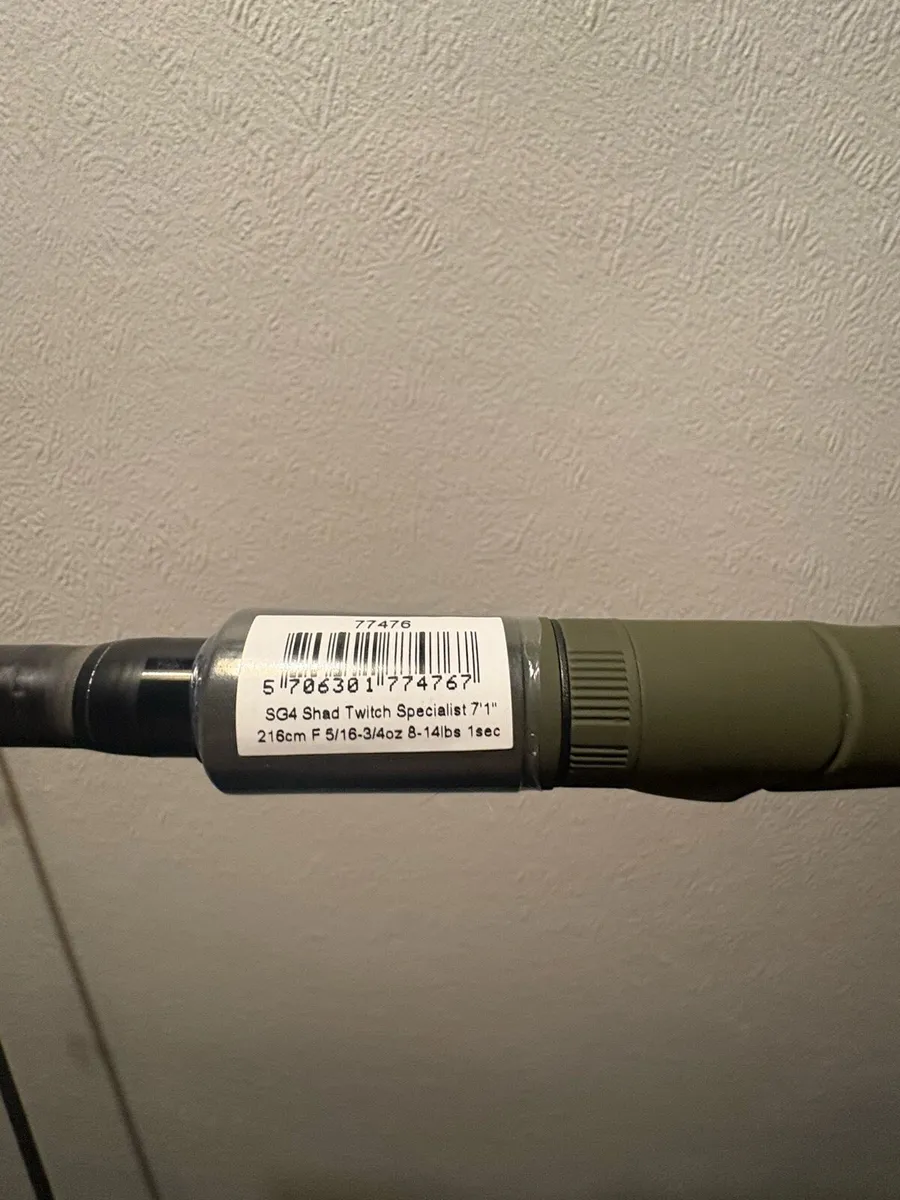 77476
5 706301 774767
SG4 Shad Twitch Specialist 7'1"
216cm F 5/16-3/4oz 8-14lbs 1sec